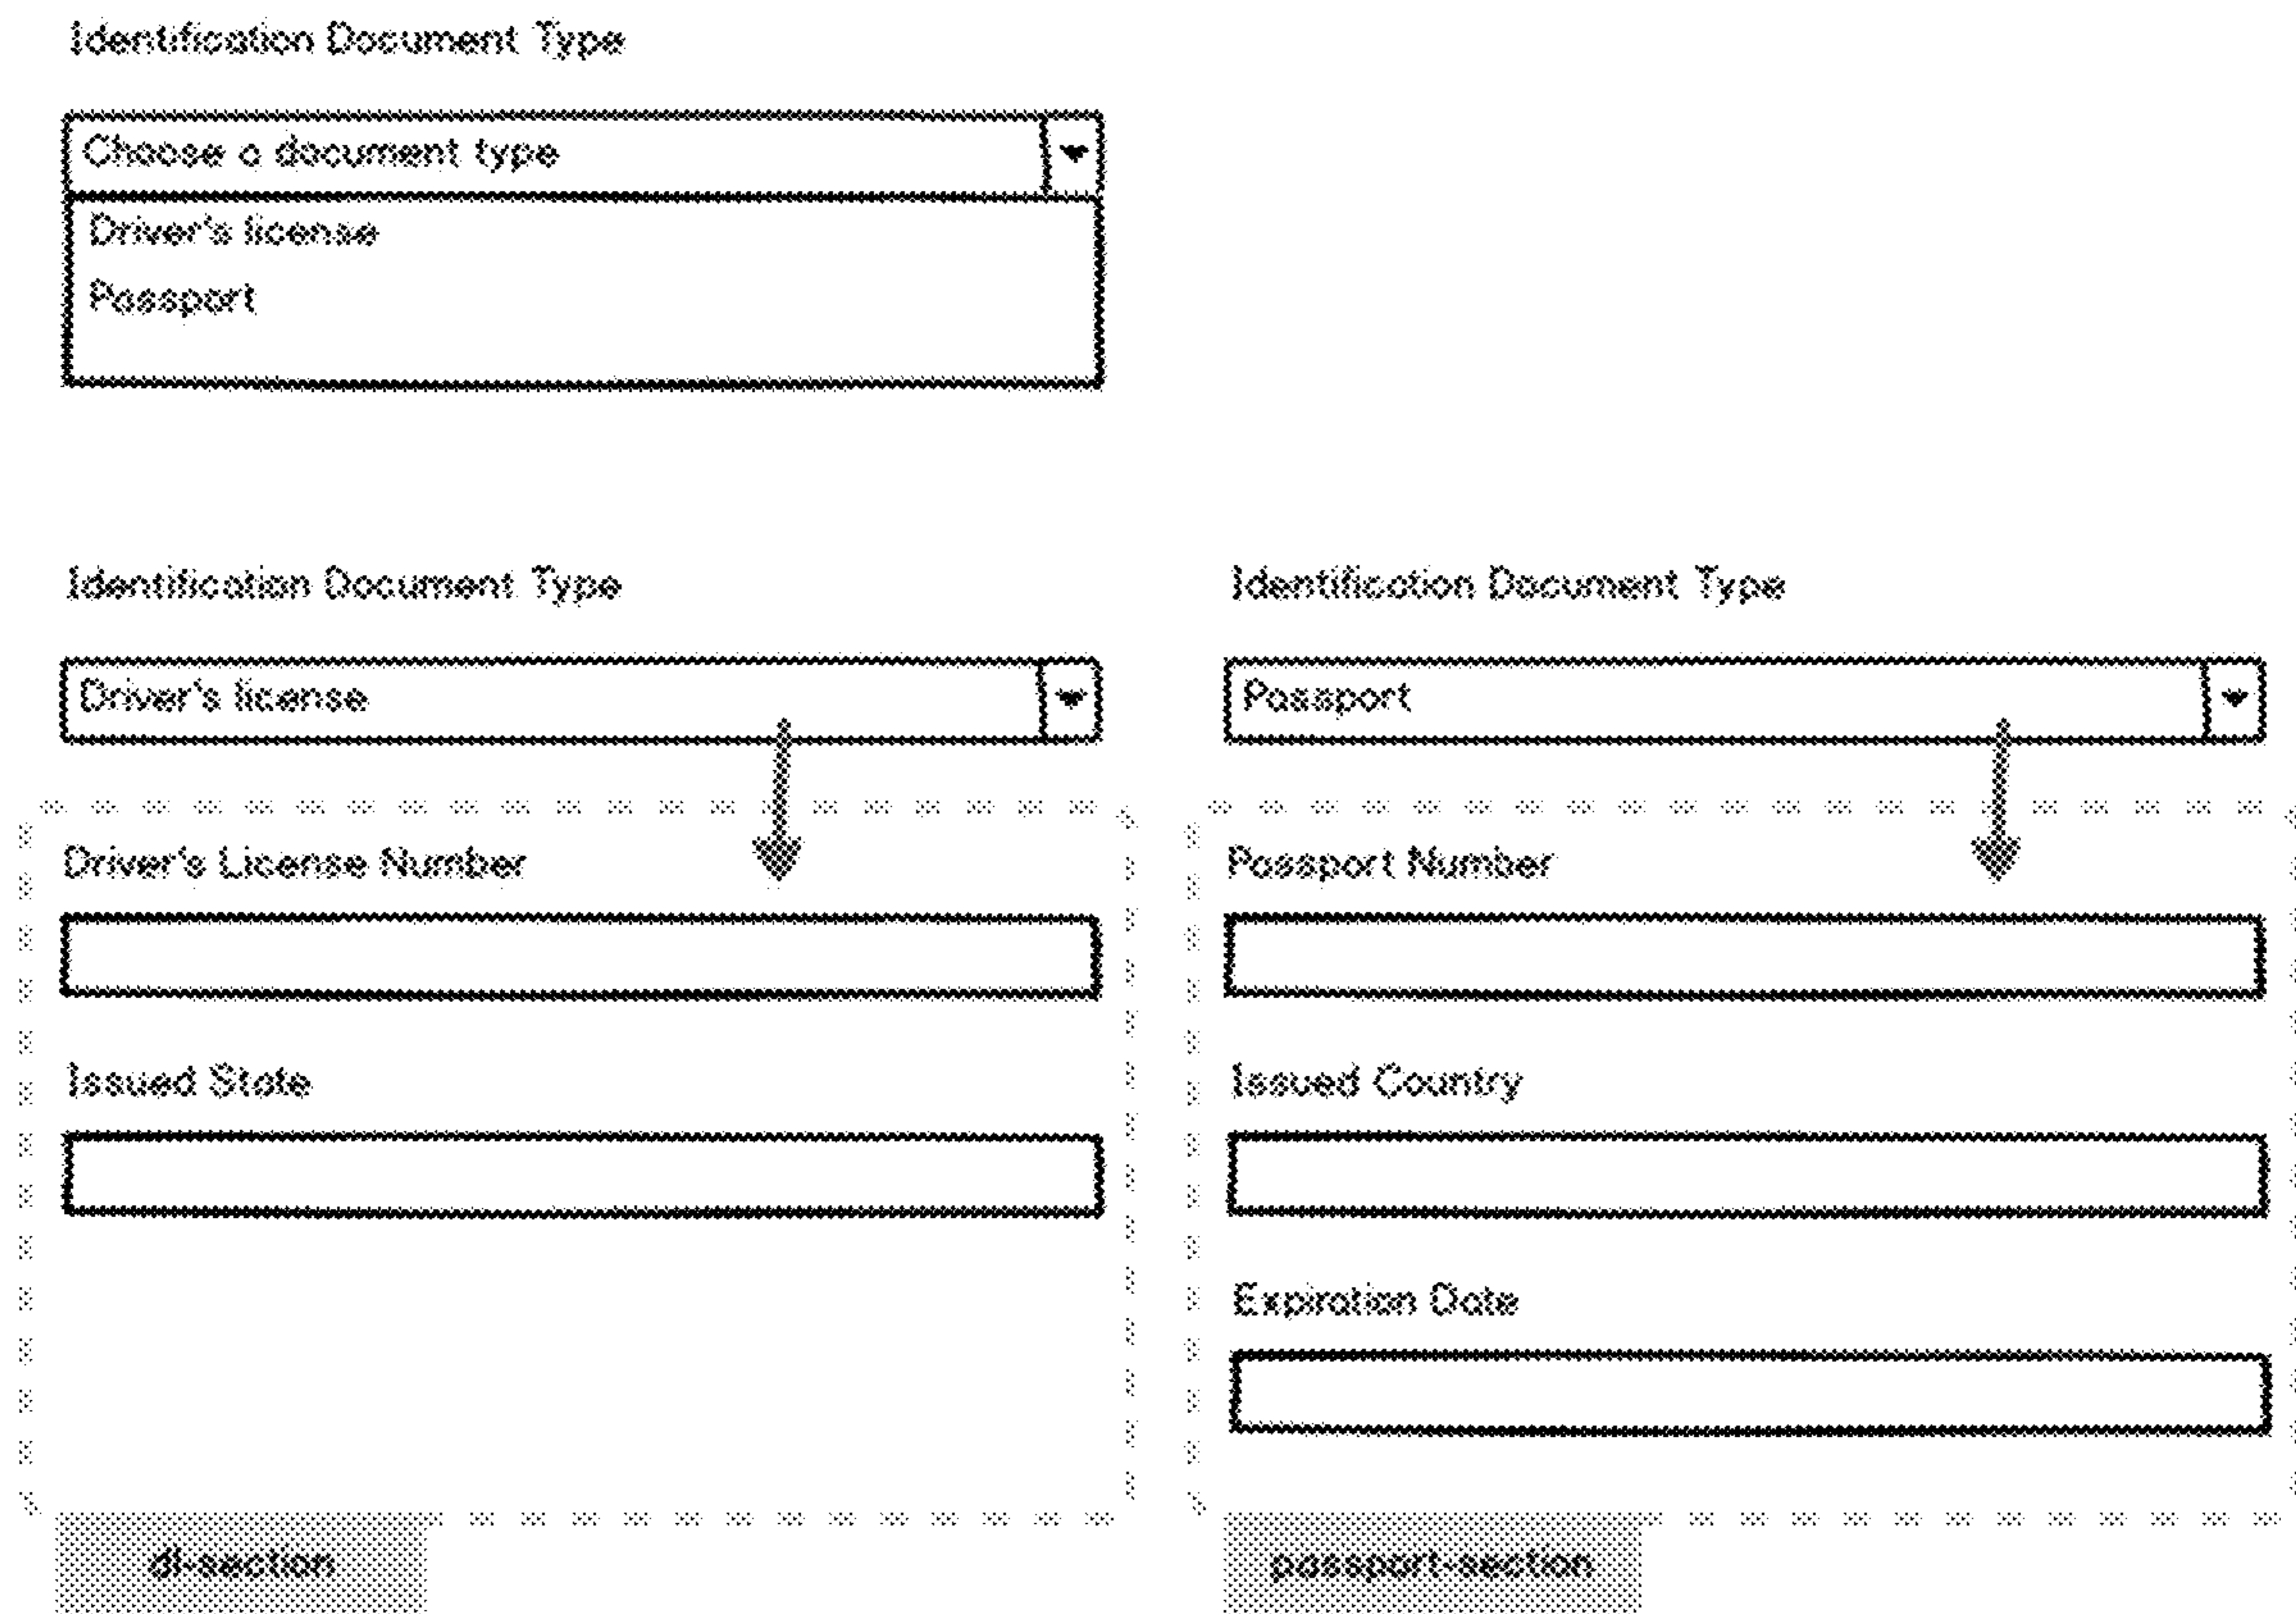 Identification Document Type
Choose a document type
Driver's license
Passport
Identification Document Type
Driver's license
Driver's License Number
Issued State
dl-section
Identification Document Type
Passport
Passport Number
Issued Country
Expiration Date
passport-section